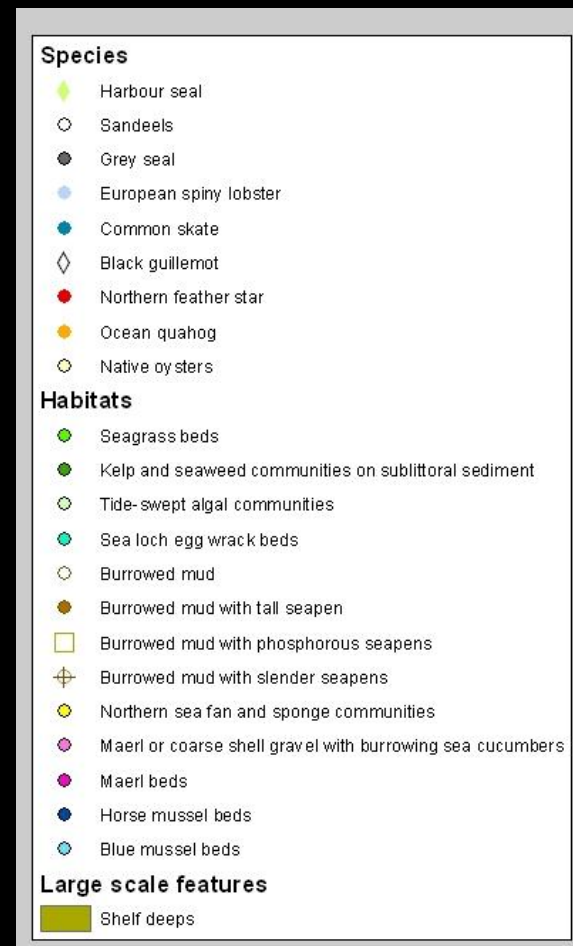 Species
Harbour seal
Sandeels
Grey seal
European spiny lobster
Common skate
Black guillemot
Northern feather star
Ocean quahog
Native oysters
Habitats
Seagrass beds
Kelp and seaweed communities on sublittoral sediment
Tide-swept algal communities
Sea loch egg wrack beds
Burrowed mud
Burrowed mud with tall seapen
Burrowed mud with phosphorous seapens
Burrowed mud with slender seapens
Northern sea fan and sponge communities
Maerl or coarse shell gravel with burrowing sea cucumbers
Maerl beds
Horse mussel beds
Blue mussel beds
Large scale features
Shelf deeps